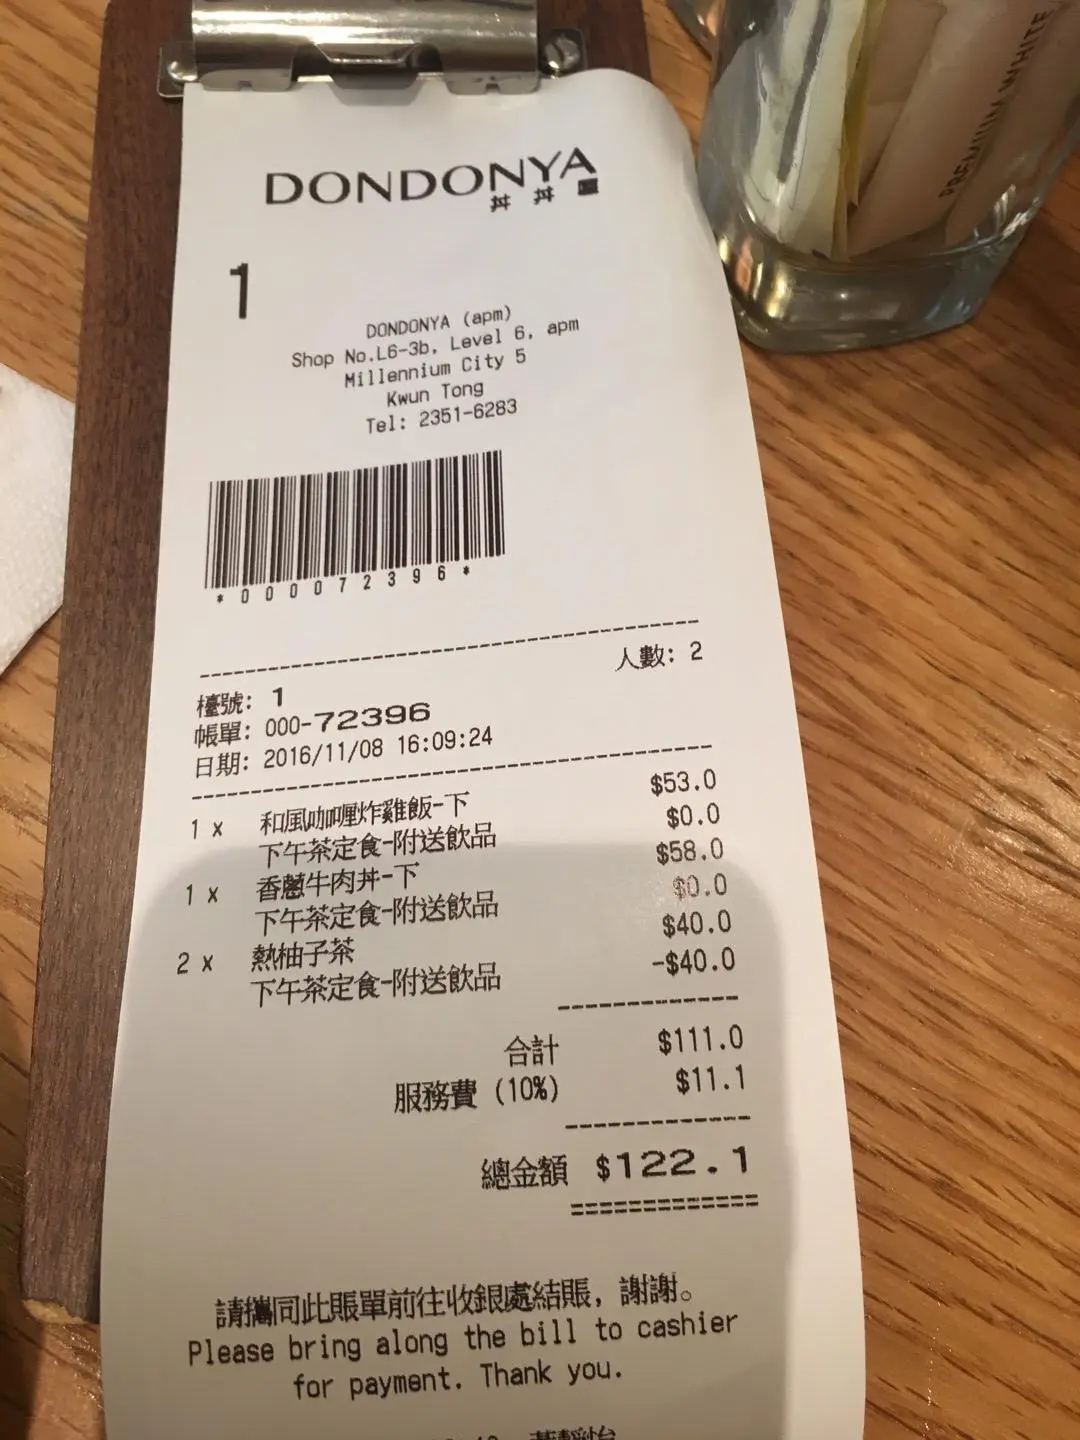 PREMIUM WHITE
DONDONYA
丼丼屋
1
DONDONYA (apm)
Shop No.L6-3b, Level 6, apm
Millennium City 5
Kwun Tong
Tel: 2351-6283
*00072396*
人數: 2
檯號: 1
帳單: 000-72396
日期: 2016/11/08 16:09:24
1 x 和風咖喱炸雞飯-下 $53.0
下午茶定食-附送飲品 $0.0
1 x 香蔥牛肉丼-下 $58.0
下午茶定食-附送飲品 $0.0
2 x 熱柚子茶 $40.0
下午茶定食-附送飲品 -$40.0
合計 $111.0
服務費 (10%) $11.1
總金額 $122.1
請攜同此賬單前往收銀處結賬, 謝謝。
Please bring along the bill to cashier
for payment. Thank you.